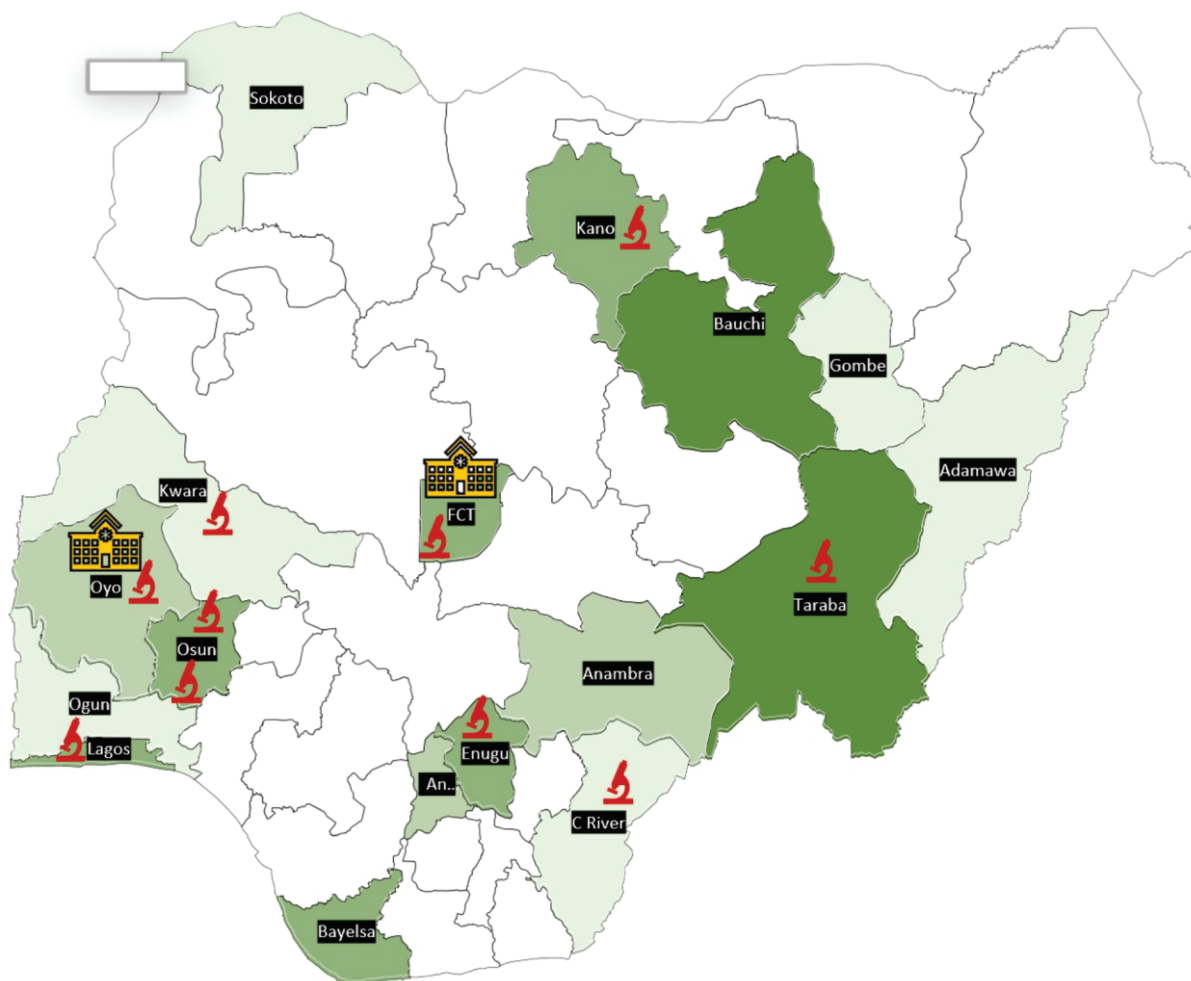 Sokoto
Kano
Bauchi
Gombe
Adamawa
Kwara
FCT
Oyo
Taraba
Osun
Anambra
Ogun
Lagos
Enugu
An..
C River
Bayelsa